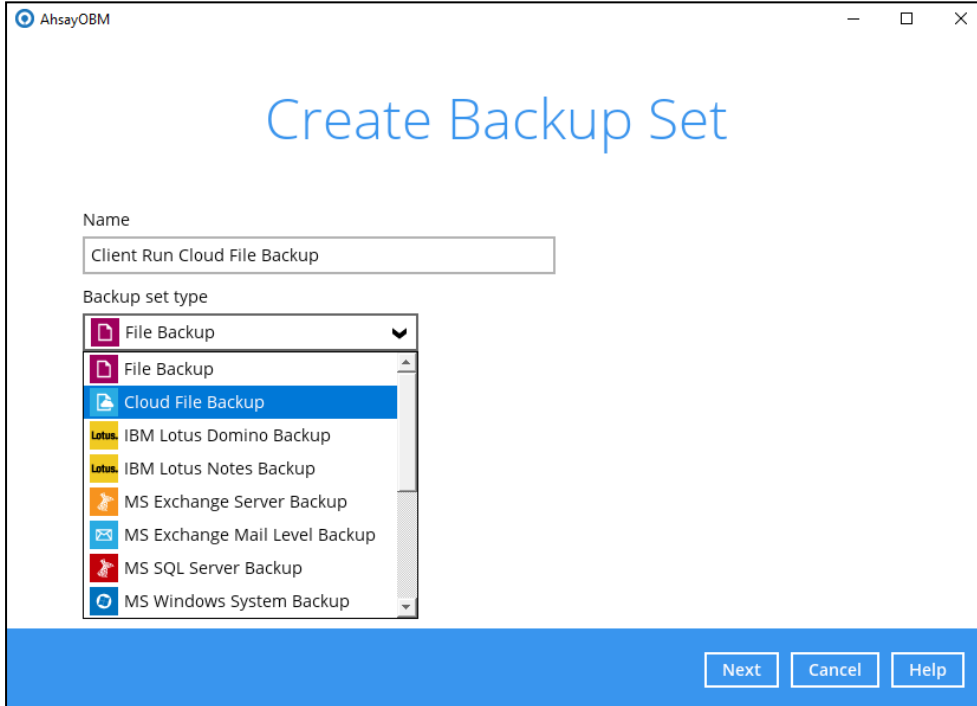 AhsayOBM
Create Backup Set
Name
Client Run Cloud File Backup
Backup set type
File Backup
File Backup
Cloud File Backup
Lotus. IBM Lotus Domino Backup
Lotus. IBM Lotus Notes Backup
MS Exchange Server Backup
MS Exchange Mail Level Backup
MS SQL Server Backup
MS Windows System Backup
Next Cancel Help